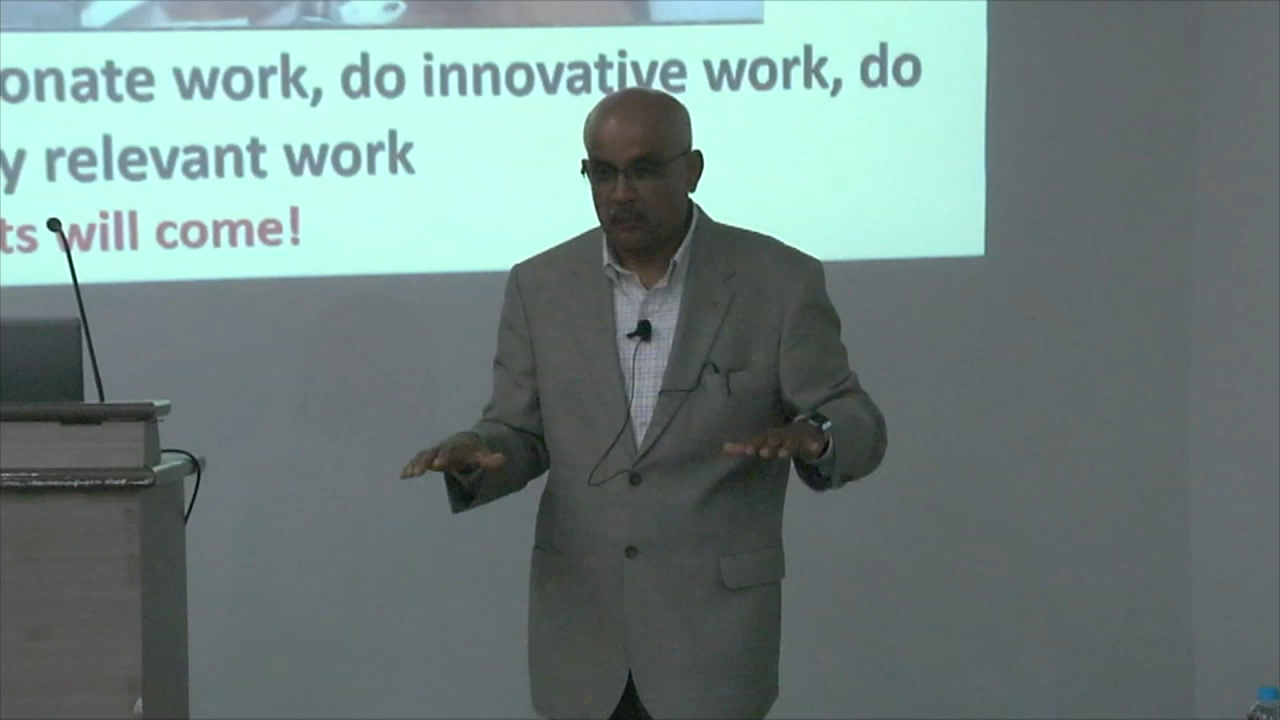 onate work, do innovative work, do
y relevant work
ts will come!